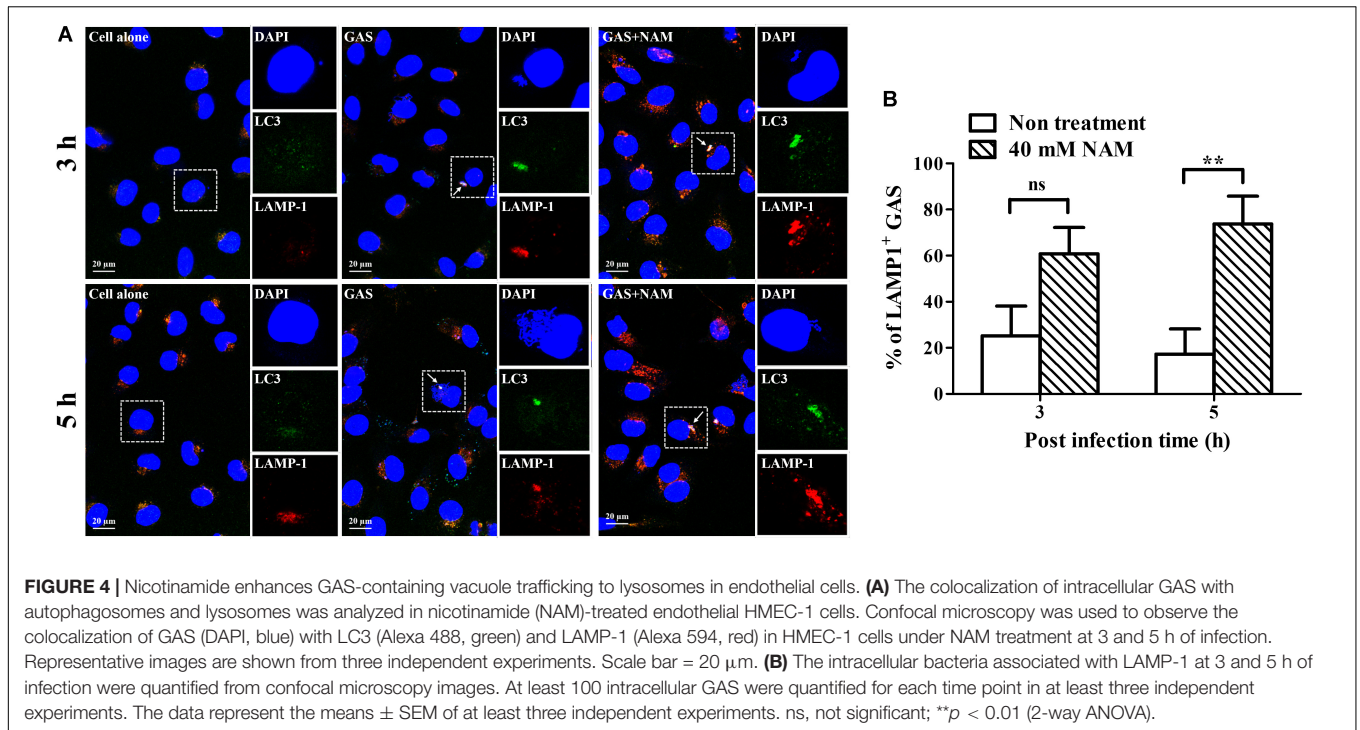 A
Cell alone
DAPI
GAS
DAPI
GAS+NAM
DAPI
LC3
LC3
LC3
3 h
LAMP-1
LAMP-1
LAMP-1
20 μm
20 μm
20 μm
Cell alone
DAPI
GAS
DAPI
GAS+NAM
DAPI
LC3
LC3
LC3
5 h
LAMP-1
LAMP-1
LAMP-1
20 μm
20 μm
20 μm
B
Non treatment
40 mM NAM
% of LAMP1⁺ GAS
100
80
60
40
20
0
ns
**
3
5
Post infection time (h)
FIGURE 4 | Nicotinamide enhances GAS-containing vacuole trafficking to lysosomes in endothelial cells. (A) The colocalization of intracellular GAS with
autophagosomes and lysosomes was analyzed in nicotinamide (NAM)-treated endothelial HMEC-1 cells. Confocal microscopy was used to observe the
colocalization of GAS (DAPI, blue) with LC3 (Alexa 488, green) and LAMP-1 (Alexa 594, red) in HMEC-1 cells under NAM treatment at 3 and 5 h of infection.
Representative images are shown from three independent experiments. Scale bar = 20 μm. (B) The intracellular bacteria associated with LAMP-1 at 3 and 5 h of
infection were quantified from confocal microscopy images. At least 100 intracellular GAS were quantified for each time point in at least three independent
experiments. The data represent the means ± SEM of at least three independent experiments. ns, not significant; **p < 0.01 (2-way ANOVA).